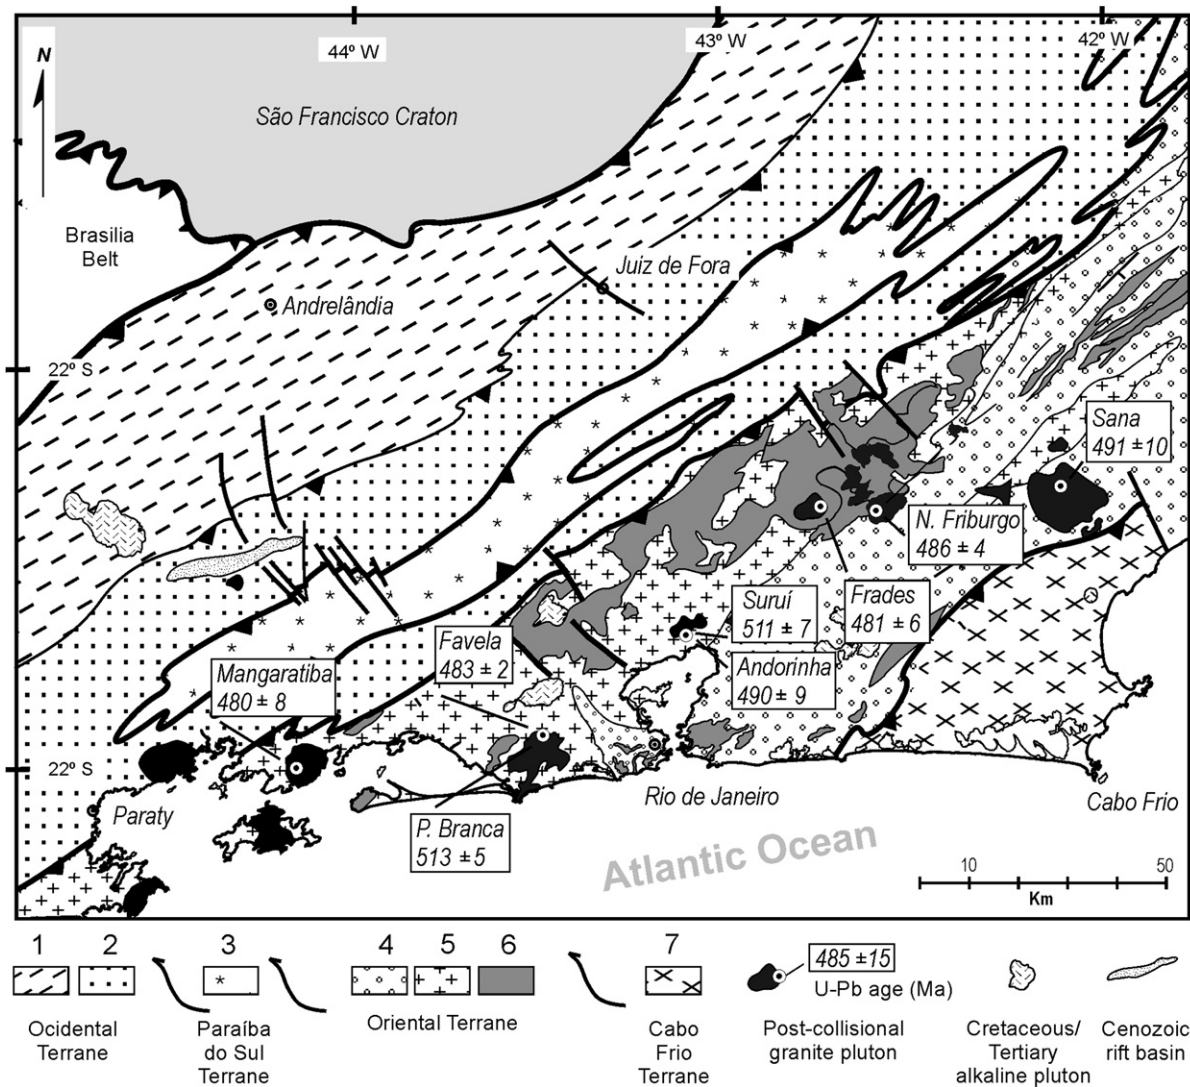 44º W
43º W
42º W
N
São Francisco Craton
Brasilia
Belt
Juiz de Fora
Andrelândia
22º S
Sana
491 ±10
N. Friburgo
486 ± 4
Suruí
511 ± 7
Frades
481 ± 6
Favela
483 ± 2
Andorinha
490 ± 9
Mangaratiba
480 ± 8
22º S
Paraty
Rio de Janeiro
Cabo Frio
P. Branca
513 ±5
Atlantic Ocean
10
50
Km
1
2
3
4
5
6
7
485 ±15
U-Pb age (Ma)
Ocidental
Terrane
Paraíba
do Sul
Terrane
Oriental Terrane
Cabo
Frio
Terrane
Post-collisional
granite pluton
Cretaceous/
Tertiary
alkaline pluton
Cenozoic
rift basin